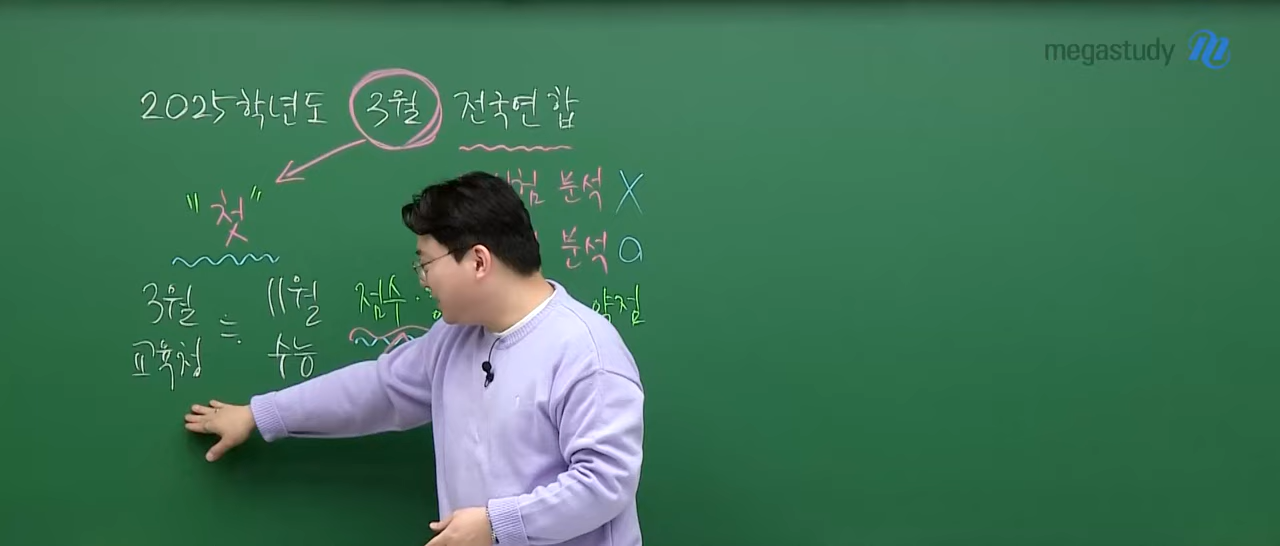 megastudy
2025학년도 3월 전국연합
분석 X
"첫"
분석 O
3월 ≒ 11월
교육청 수능
점수· 약점